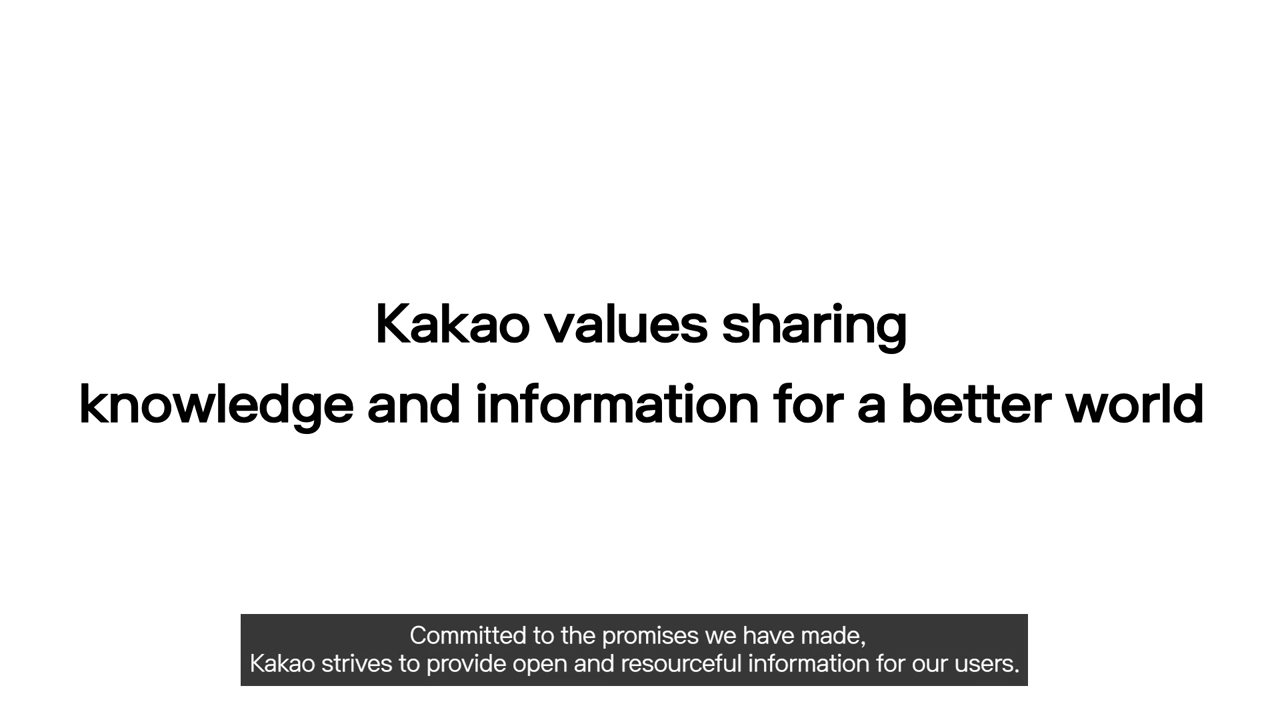 Kakao values sharing
knowledge and information for a better world
Committed to the promises we have made,
Kakao strives to provide open and resourceful information for our users.